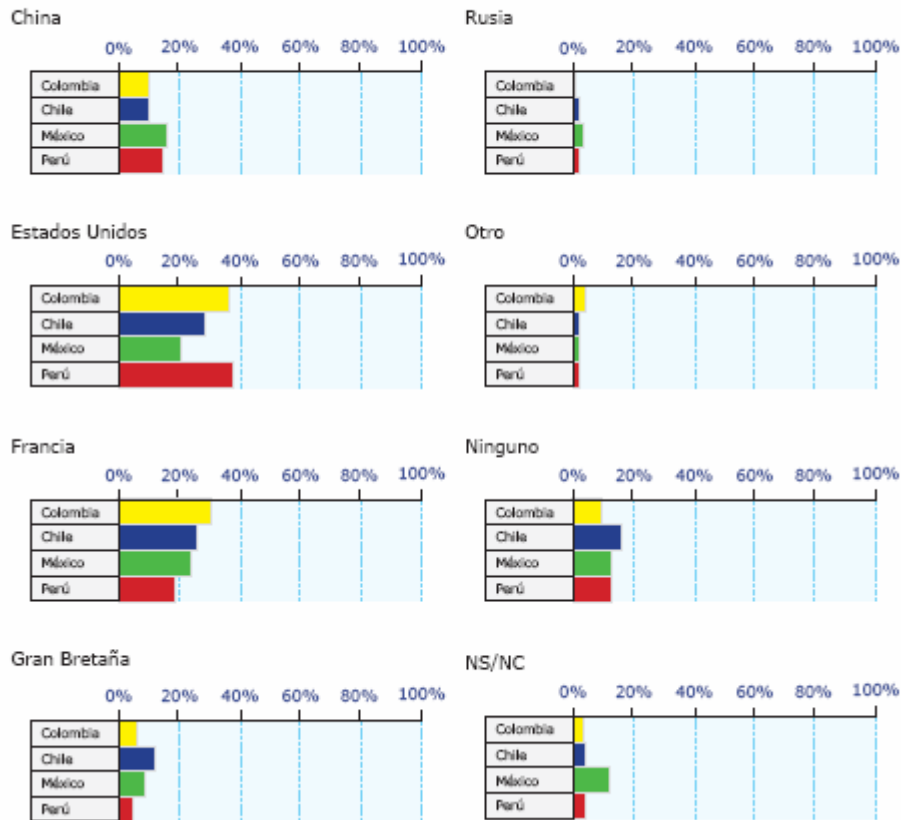 China
0% 20% 40% 60% 80% 100%
Colombia
Chile
México
Perú
Rusia
0% 20% 40% 60% 80% 100%
Colombia
Chile
México
Perú
Estados Unidos
0% 20% 40% 60% 80% 100%
Colombia
Chile
México
Perú
Otro
0% 20% 40% 60% 80% 100%
Colombia
Chile
México
Perú
Francia
0% 20% 40% 60% 80% 100%
Colombia
Chile
México
Perú
Ninguno
0% 20% 40% 60% 80% 100%
Colombia
Chile
México
Perú
Gran Bretaña
0% 20% 40% 60% 80% 100%
Colombia
Chile
México
Perú
NS/NC
0% 20% 40% 60% 80% 100%
Colombia
Chile
México
Perú